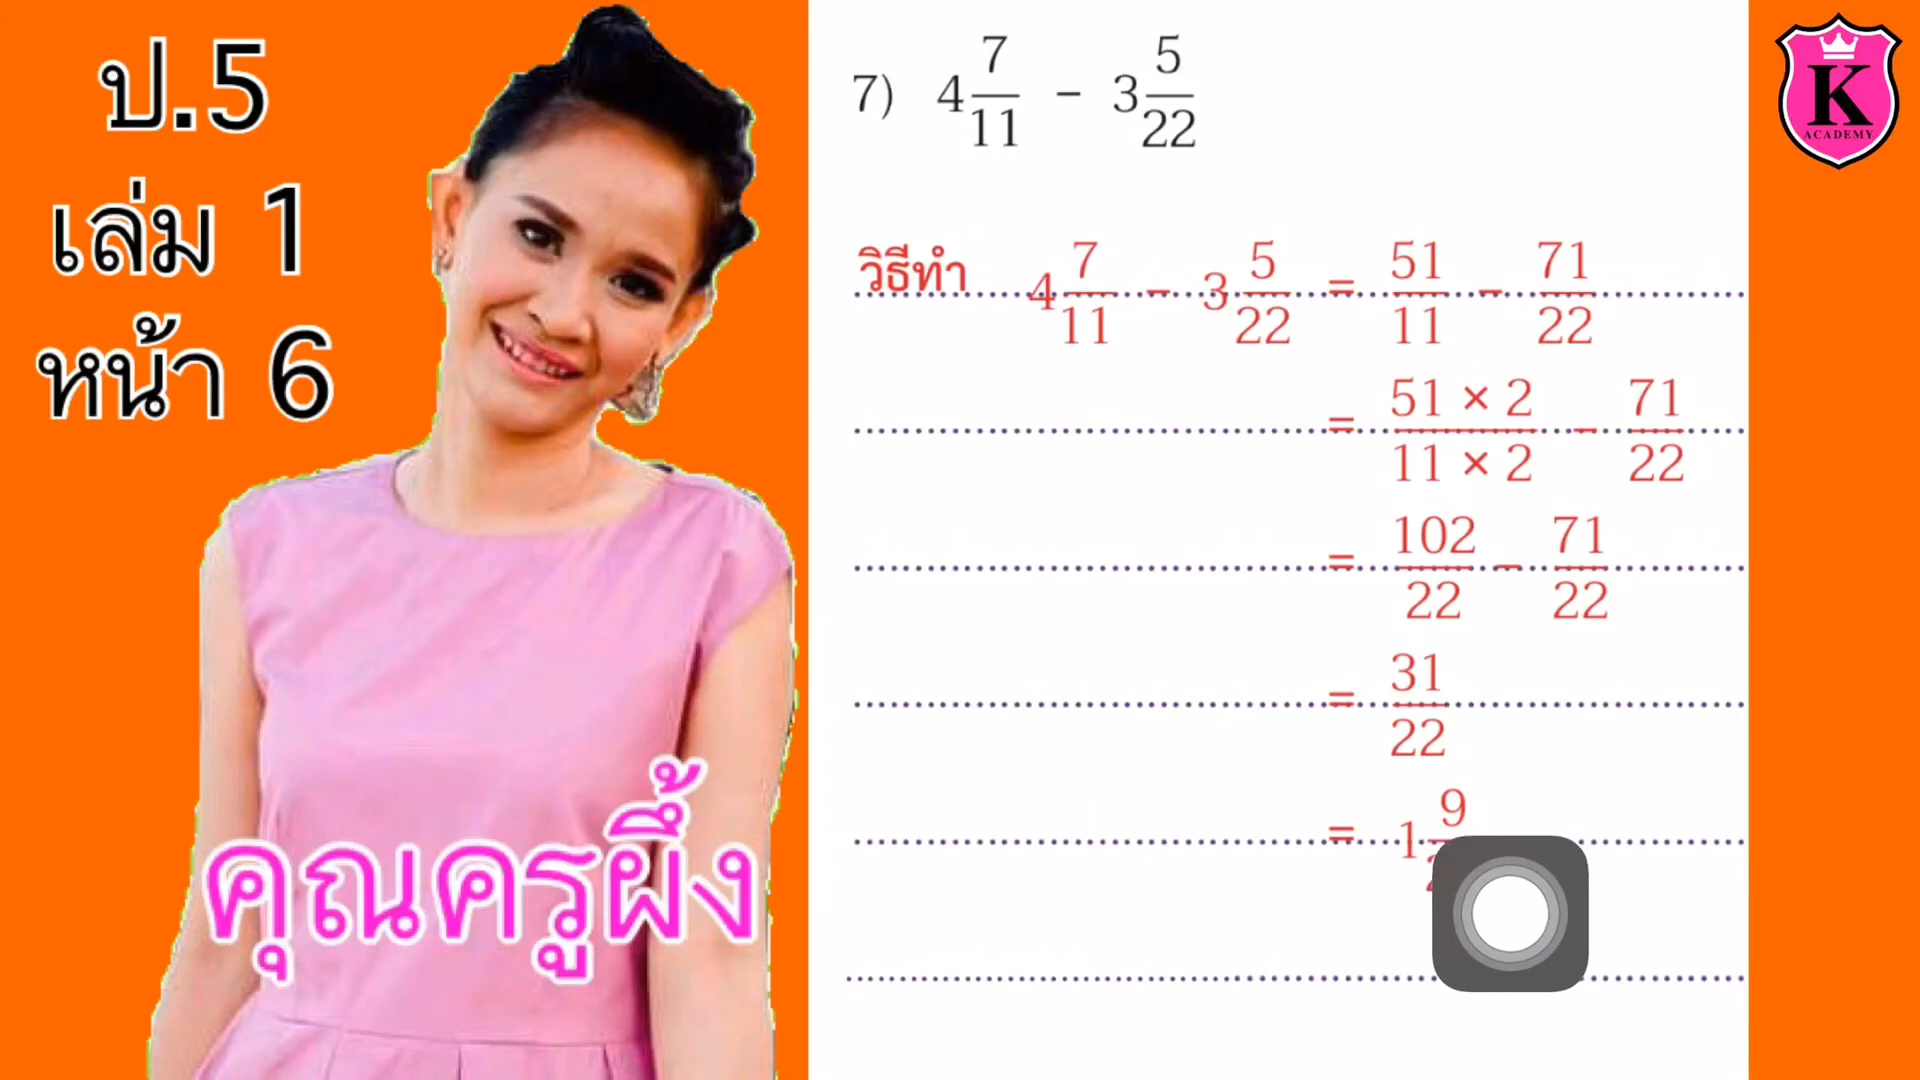 ป.5
เล่ม 1
หน้า 6
คุณครูผึ้ง
7) 4 7/11 - 3 5/22
วิธีทำ 4 7/11 - 3 5/22 = 51/11 - 71/22
= 51 × 2/11 × 2 - 71/22
= 102/22 - 71/22
= 31/22
= 1 9
K
ACADEMY